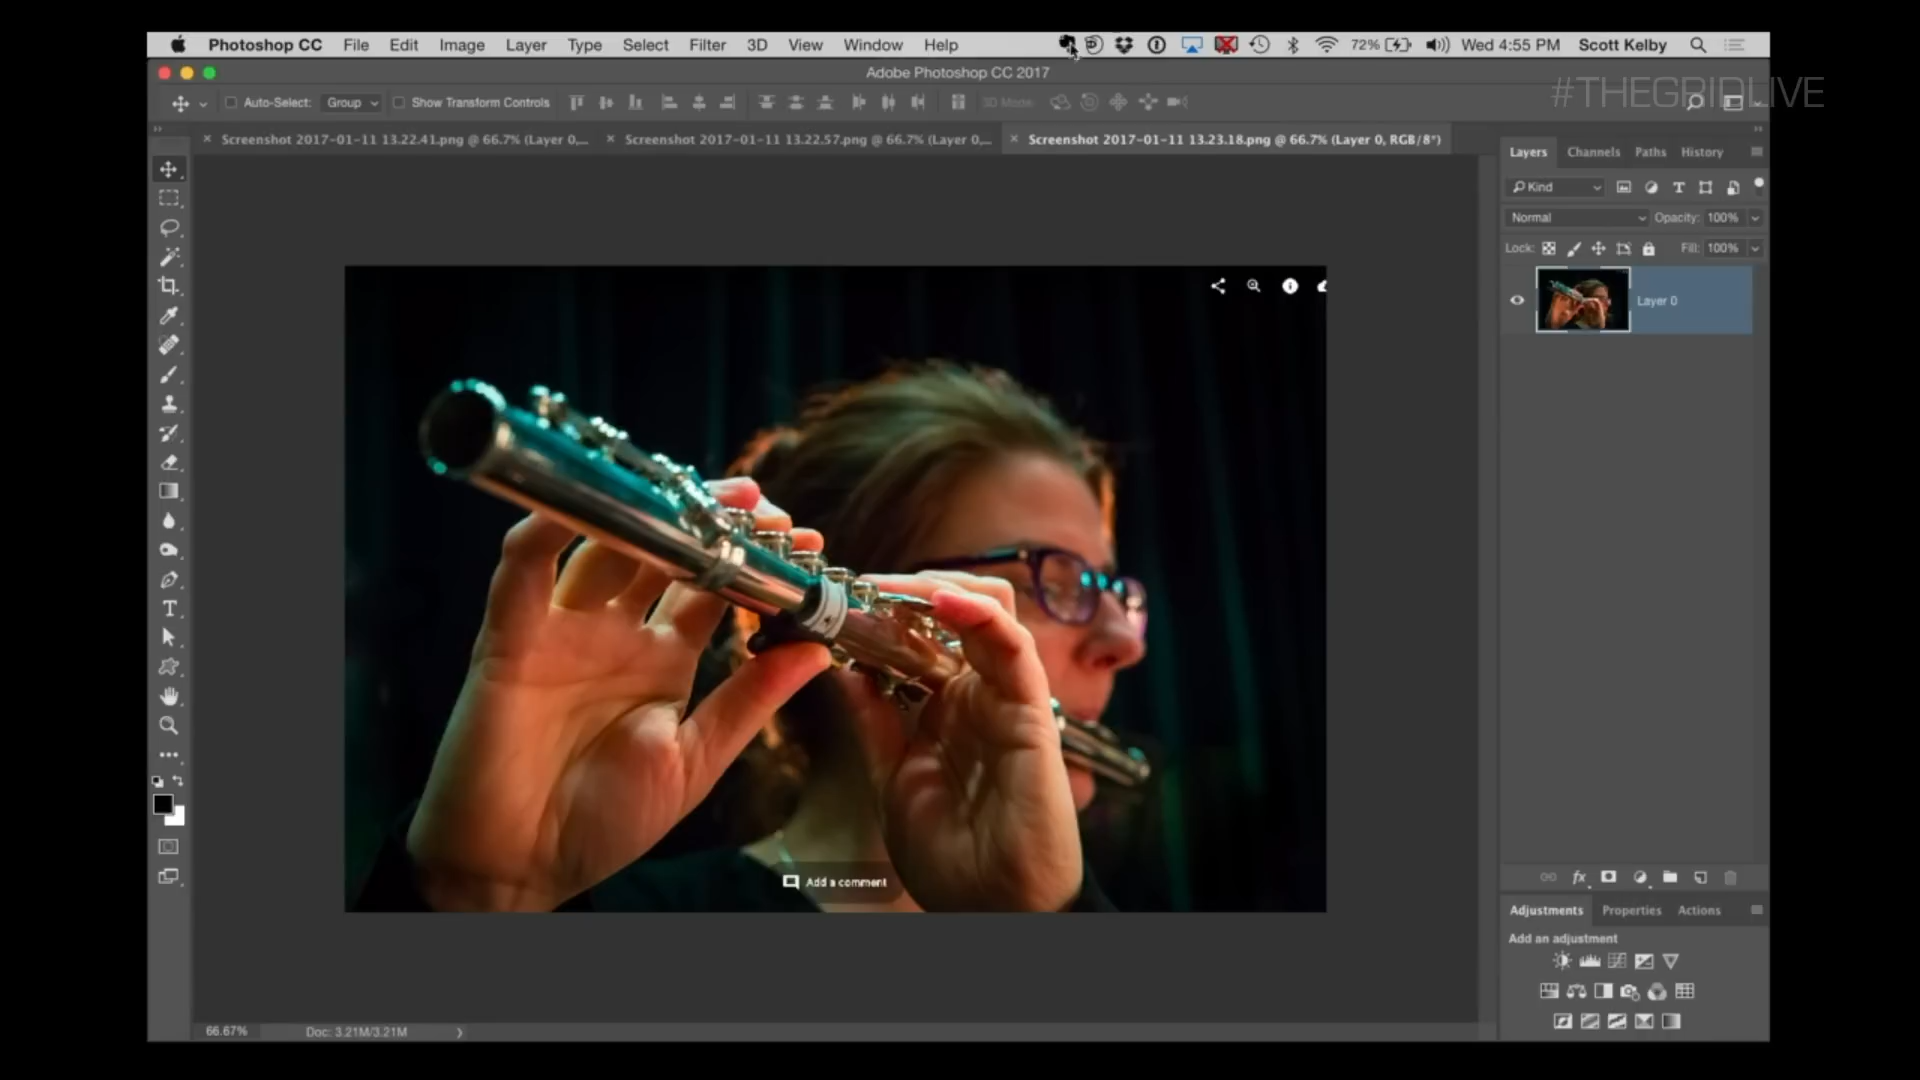 Photoshop CC File Edit Image Layer Type Select Filter 3D View Window Help 72% Wed 4:55 PM Scott Kelby
Adobe Photoshop CC 2017
#THEGRIDLIVE
Auto-Select: Group Show Transform Controls 3D Mode:
Screenshot 2017-01-11 13.22.41.png @ 66.7% (Layer 0,... Screenshot 2017-01-11 13.22.57.png @ 66.7% (Layer 0,... Screenshot 2017-01-11 13.23.18.png @ 66.7% (Layer 0, RGB/8*)
Layers Channels Paths History
Kind
Normal Opacity: 100%
Lock: Fill: 100%
Layer 0
Add a comment
fx
Adjustments Properties Actions
Add an adjustment
66.67% Doc: 3.21M/3.21M